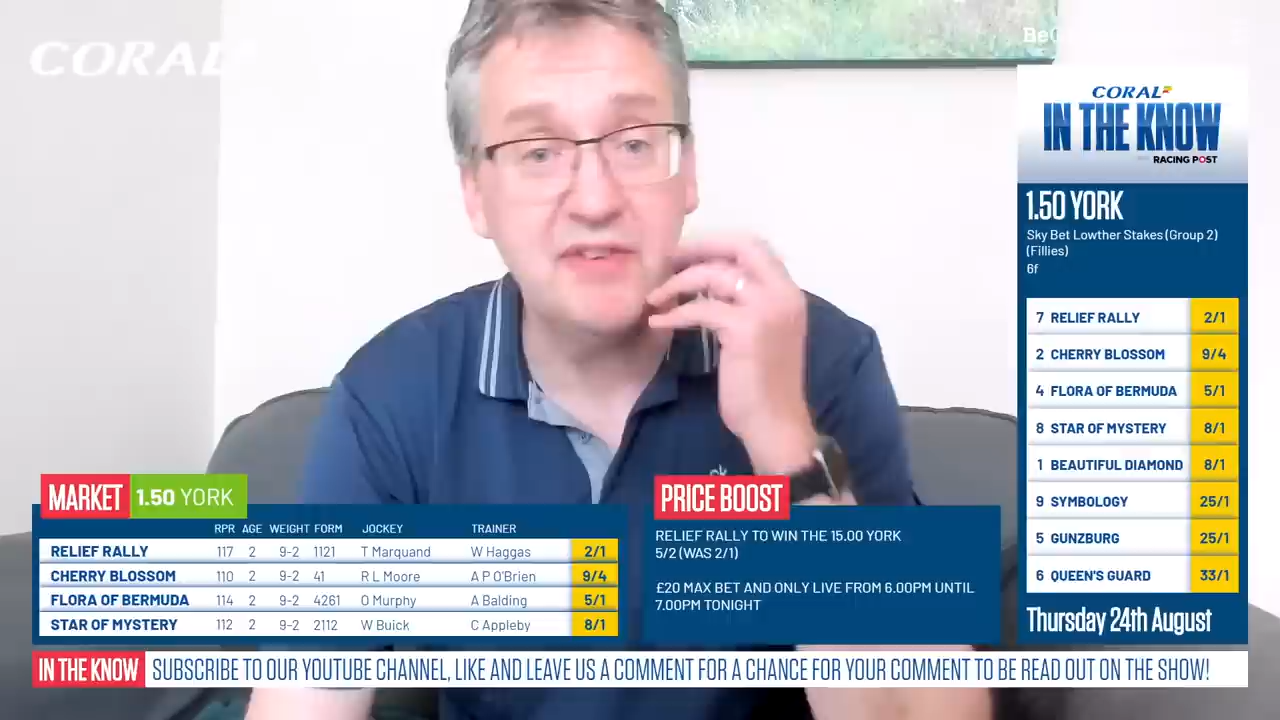 CORAL
BeG
CORAL
IN THE KNOW
RACING POST
1.50 YORK
Sky Bet Lowther Stakes (Group 2)
(Fillies)
6f
7 RELIEF RALLY 2/1
2 CHERRY BLOSSOM 9/4
4 FLORA OF BERMUDA 5/1
8 STAR OF MYSTERY 8/1
1 BEAUTIFUL DIAMOND 8/1
9 SYMBOLOGY 25/1
5 GUNZBURG 25/1
6 QUEEN'S GUARD 33/1
Thursday 24th August
MARKET 1.50 YORK
RPR AGE WEIGHT FORM JOCKEY TRAINER
RELIEF RALLY 117 2 9-2 1121 T Marquand W Haggas 2/1
CHERRY BLOSSOM 110 2 9-2 41 R L Moore A P O'Brien 9/4
FLORA OF BERMUDA 114 2 9-2 4261 O Murphy A Balding 5/1
STAR OF MYSTERY 112 2 9-2 2112 W Buick C Appleby 8/1
PRICE BOOST
RELIEF RALLY TO WIN THE 15.00 YORK
5/2 (WAS 2/1)
£20 MAX BET AND ONLY LIVE FROM 6.00PM UNTIL
7.00PM TONIGHT
IN THE KNOW SUBSCRIBE TO OUR YOUTUBE CHANNEL, LIKE AND LEAVE US A COMMENT FOR A CHANCE FOR YOUR COMMENT TO BE READ OUT ON THE SHOW!